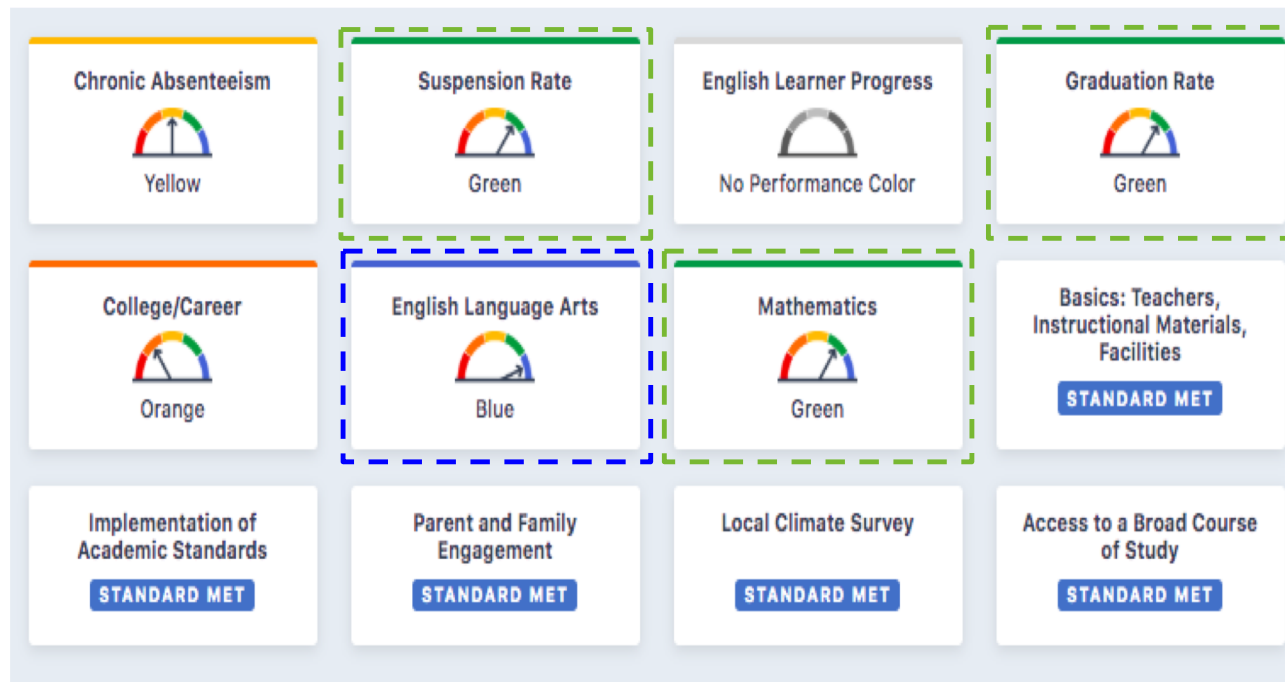 Chronic Absenteeism
Yellow
Suspension Rate
Green
English Learner Progress
No Performance Color
Graduation Rate
Green
College/Career
Orange
English Language Arts
Blue
Mathematics
Green
Basics: Teachers,
Instructional Materials,
Facilities
STANDARD MET
Implementation of
Academic Standards
STANDARD MET
Parent and Family
Engagement
STANDARD MET
Local Climate Survey
STANDARD MET
Access to a Broad Course
of Study
STANDARD MET